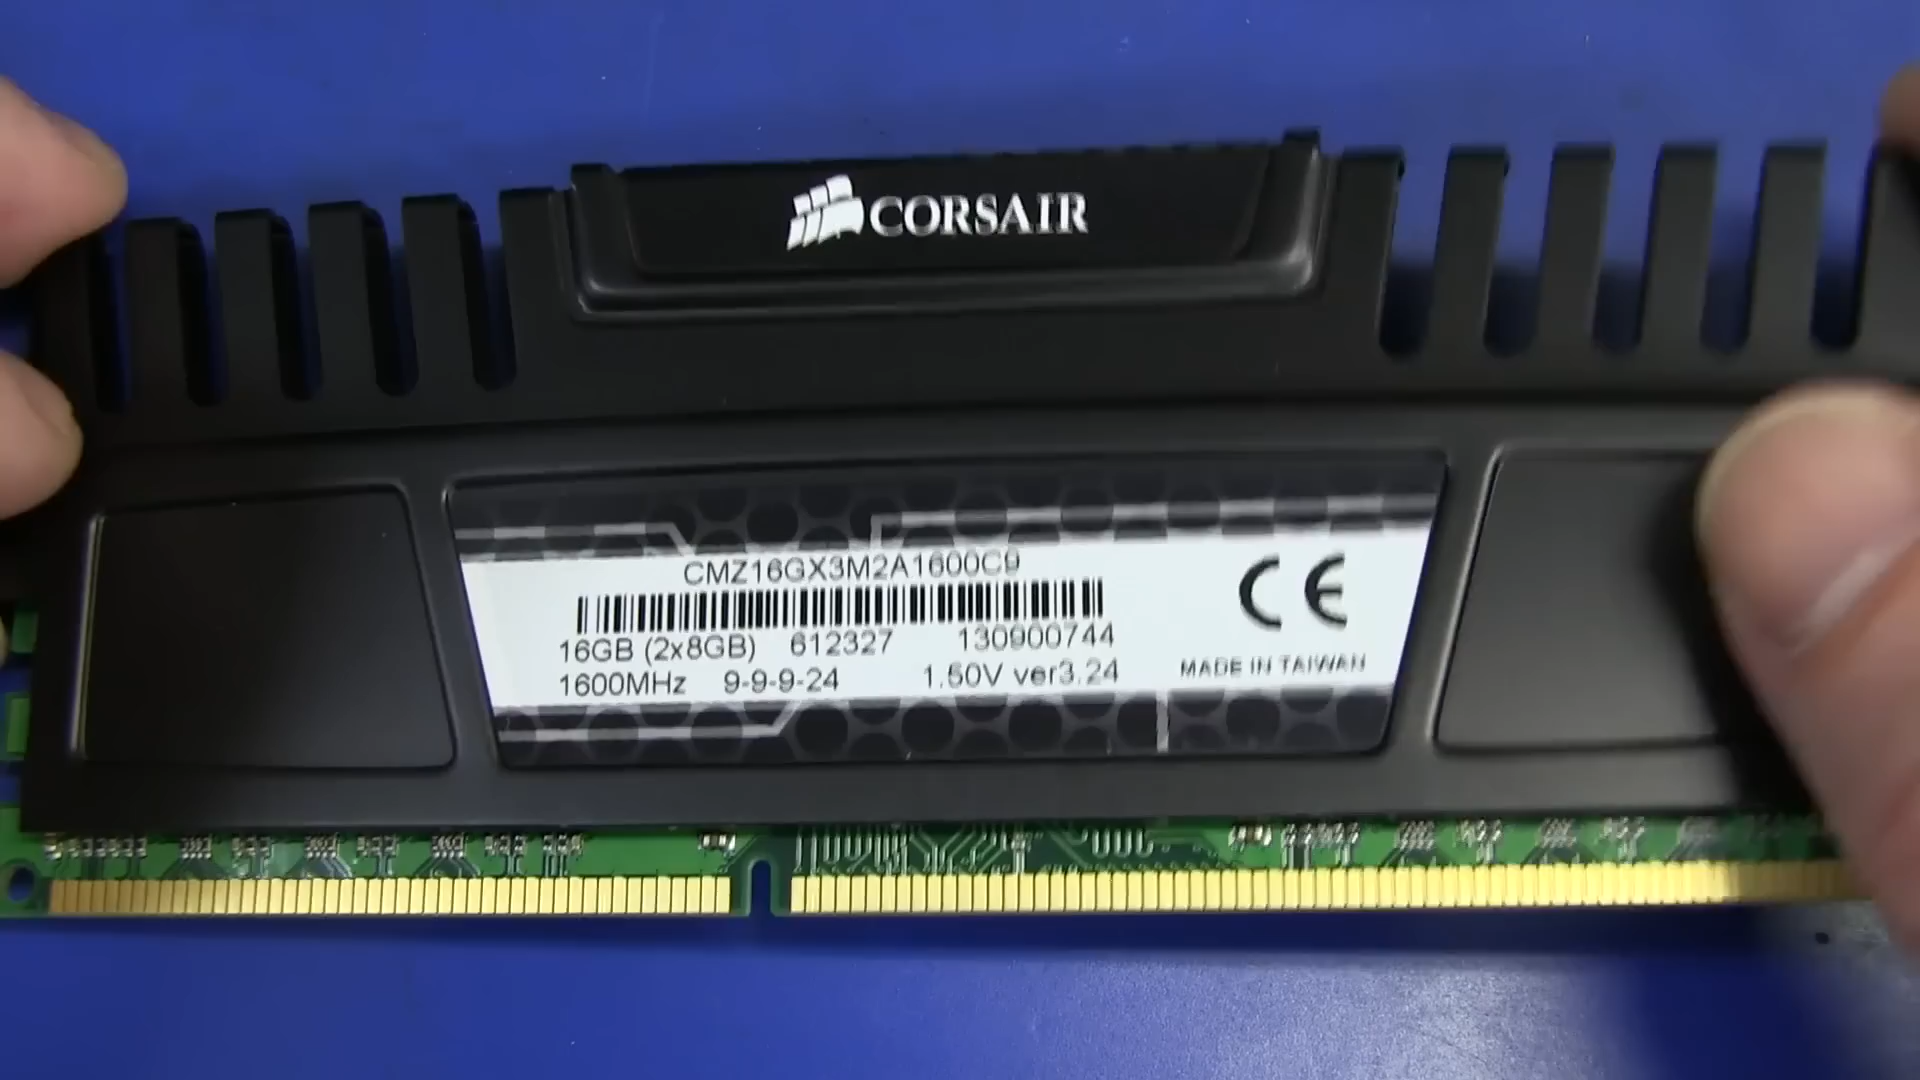 CORSAIR
CMZ16GX3M2A1600C9
16GB (2x8GB) 612327 130900744
1600MHz 9-9-9-24 1.50V ver3.24
CE
MADE IN TAIWAN